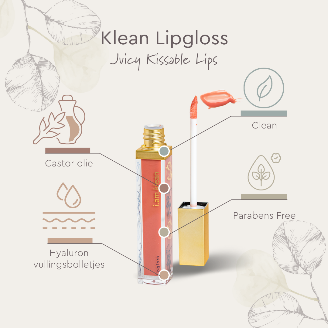 Klean Lipgloss
Juicy Kissable Lips
Clean
Castor olie
Parabens Free
Hyaluron
vullingsbolletjes